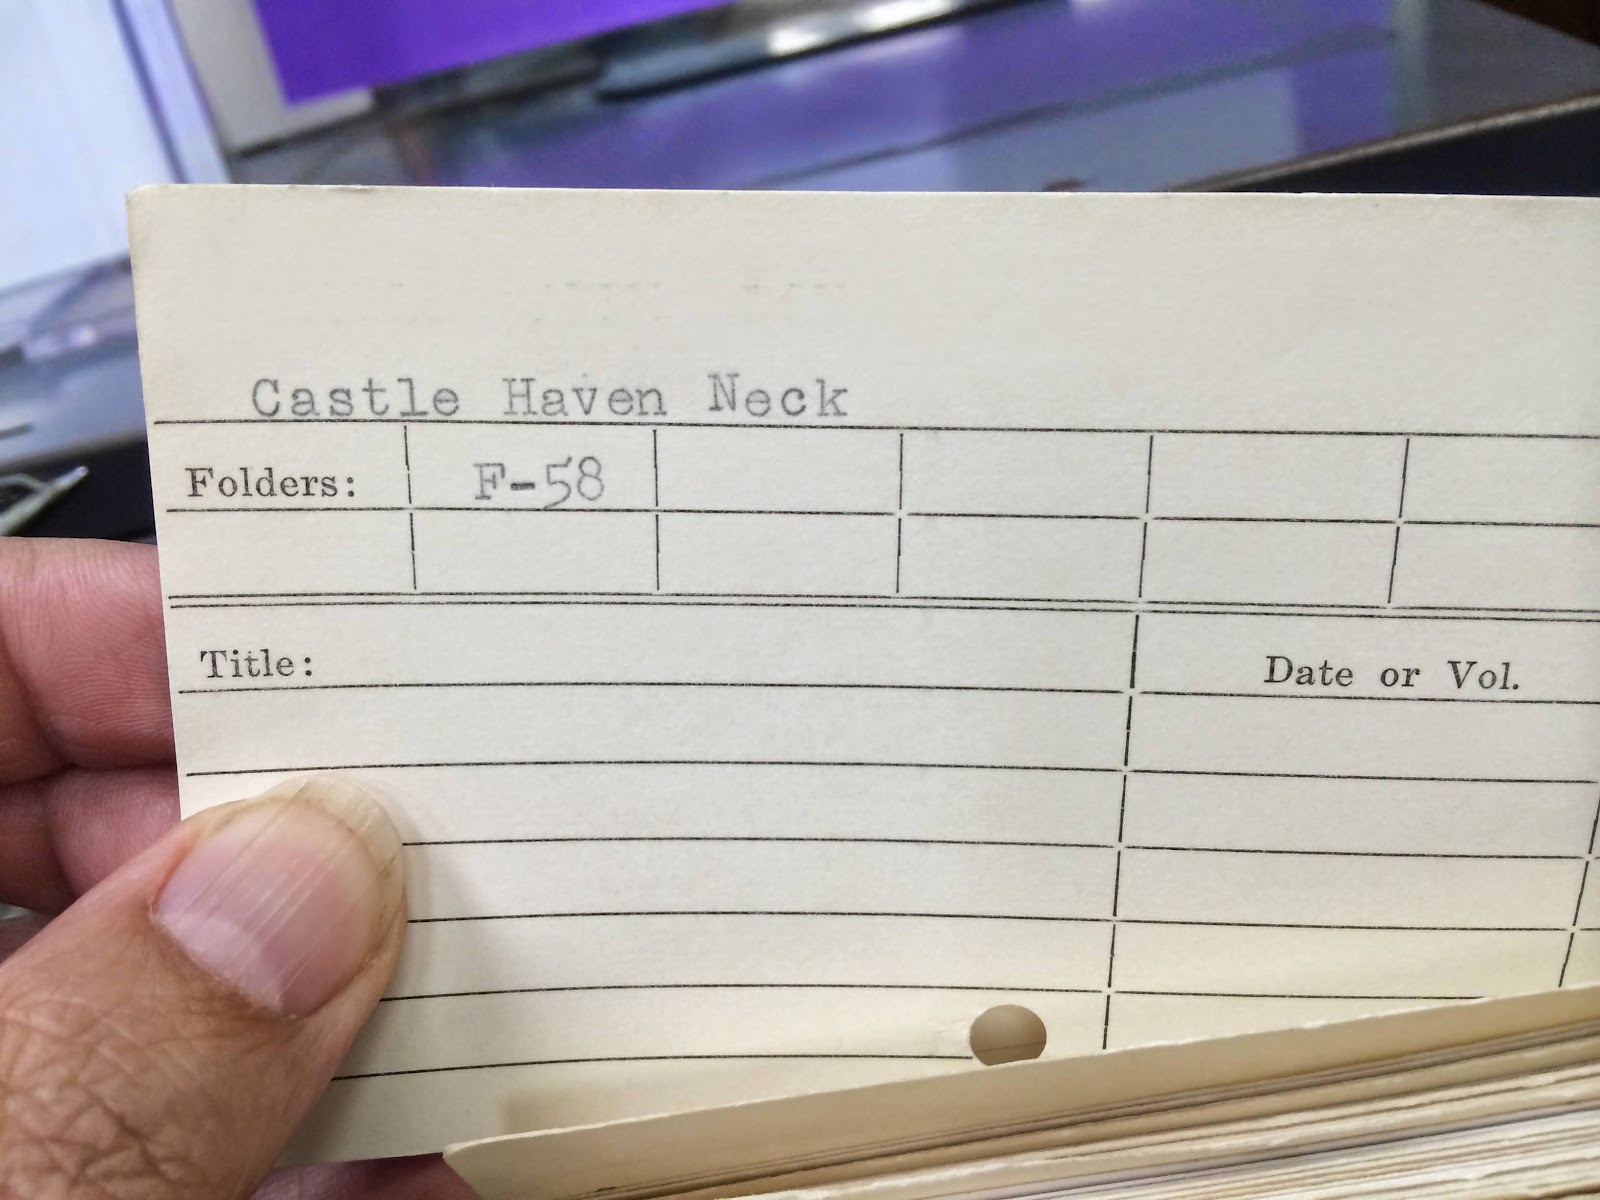 Castle Haven Neck
Folders: F-58
Title: Date or Vol.